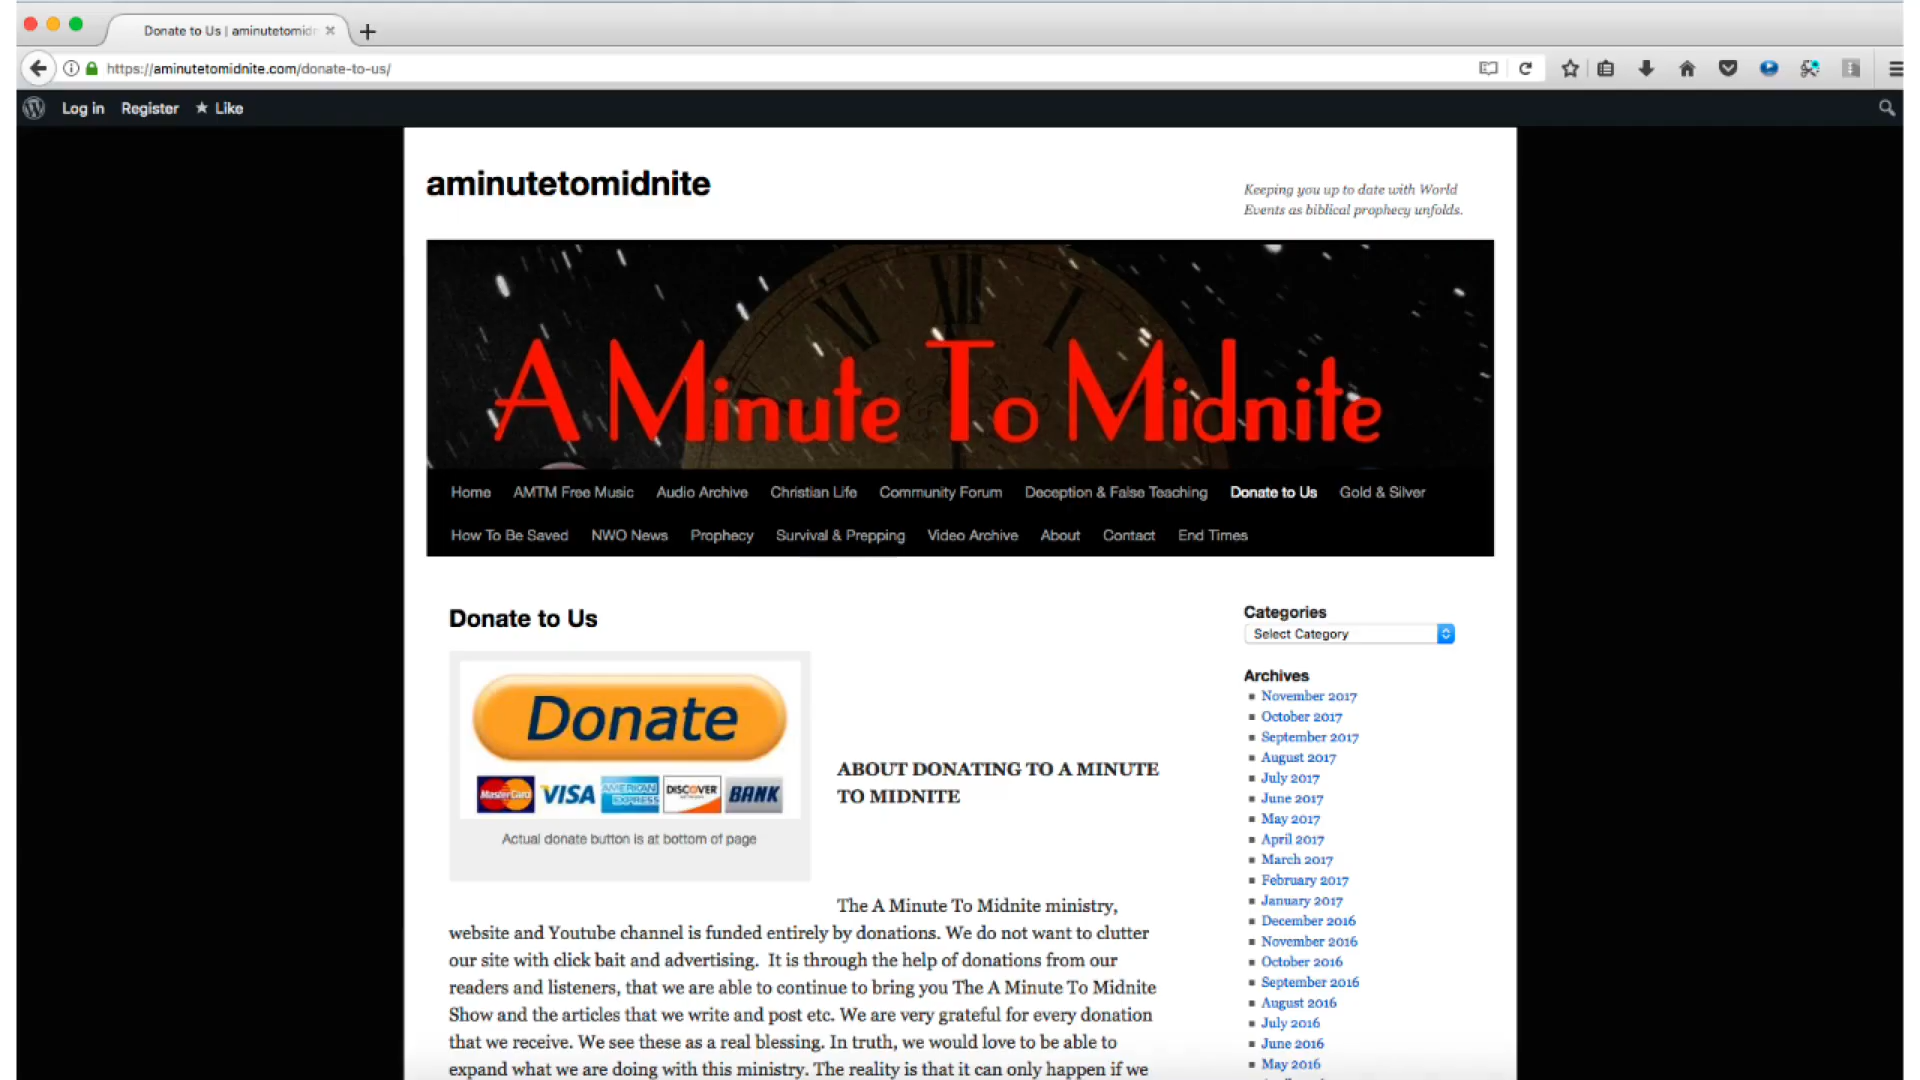 Donate to Us | aminutetomidn
https://aminutetomidnite.com/donate-to-us/
Log in Register ★ Like
aminutetomidnite
Keeping you up to date with World
Events as biblical prophecy unfolds.
A Minute To Midnite
Home AMTM Free Music Audio Archive Christian Life Community Forum Deception & False Teaching Donate to Us Gold & Silver
How To Be Saved NWO News Prophecy Survival & Prepping Video Archive About Contact End Times
Donate to Us
Donate
MasterCard VISA AMERICAN EXPRESS DISCOVER BANK
Actual donate button is at bottom of page
ABOUT DONATING TO A MINUTE
TO MIDNITE
The A Minute To Midnite ministry,
website and Youtube channel is funded entirely by donations. We do not want to clutter
our site with click bait and advertising. It is through the help of donations from our
readers and listeners, that we are able to continue to bring you The A Minute To Midnite
Show and the articles that we write and post etc. We are very grateful for every donation
that we receive. We see these as a real blessing. In truth, we would love to be able to
expand what we are doing with this ministry. The reality is that it can only happen if we
Categories
Select Category
Archives
November 2017
October 2017
September 2017
August 2017
July 2017
June 2017
May 2017
April 2017
March 2017
February 2017
January 2017
December 2016
November 2016
October 2016
September 2016
August 2016
July 2016
June 2016
May 2016